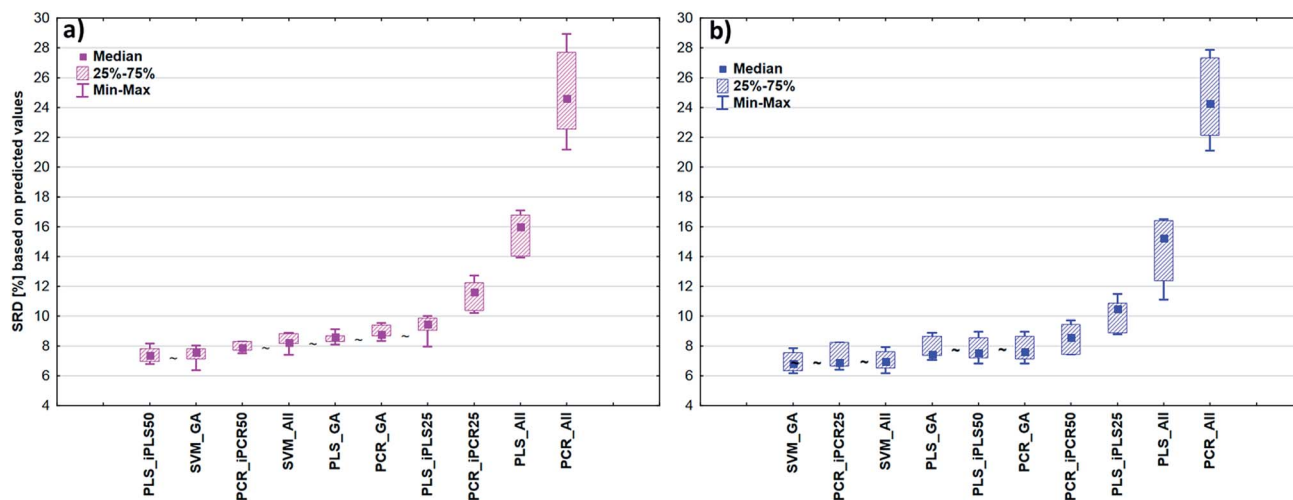 a)
SRD [%] based on predicted values
30
28
26
24
22
20
18
16
14
12
10
8
6
4
Median
25%-75%
Min-Max
~
~
~
~
~
~
PLS_iPLS50
SVM_GA
PCR_iPCR50
SVM_All
PLS_GA
PCR_GA
PLS_iPLS25
PCR_iPCR25
PLS_All
PCR_All
b)
30
28
26
24
22
20
18
16
14
12
10
8
6
4
Median
25%-75%
Min-Max
~
~
~
~
~
SVM_GA
PCR_iPCR25
SVM_All
PLS_GA
PLS_iPLS50
PCR_GA
PCR_iPCR50
PLS_iPLS25
PLS_All
PCR_All